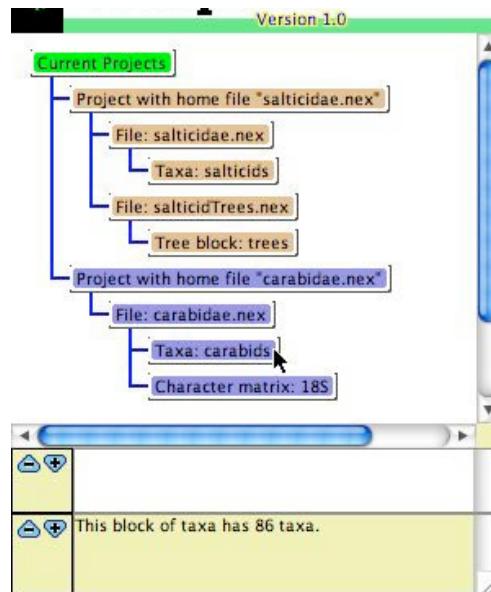 Version 1.0
Current Projects
Project with home file "salticidae.nex"
File: salticidae.nex
Taxa: salticids
File: salticidTrees.nex
Tree block: trees
Project with home file "carabidae.nex"
File: carabidae.nex
Taxa: carabids
Character matrix: 18S
This block of taxa has 86 taxa.